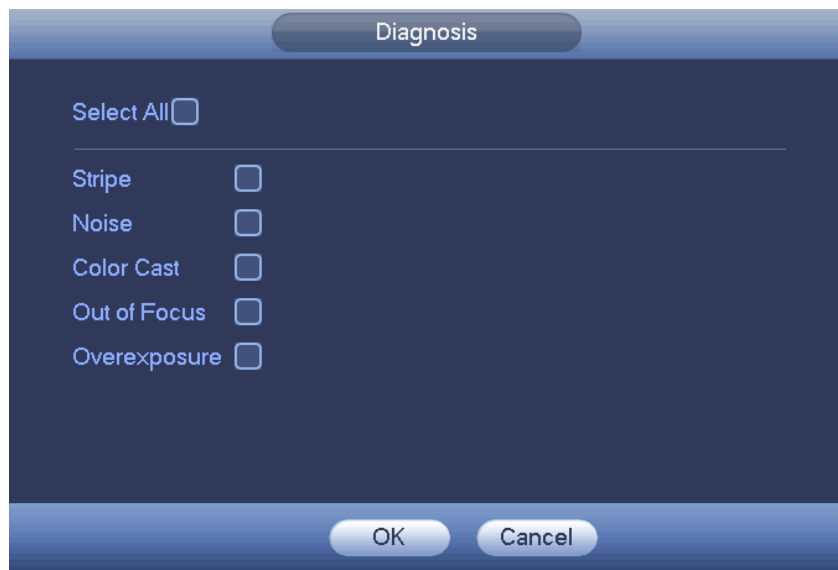 Diagnosis
Select All
Stripe
Noise
Color Cast
Out of Focus
Overexposure
OK Cancel